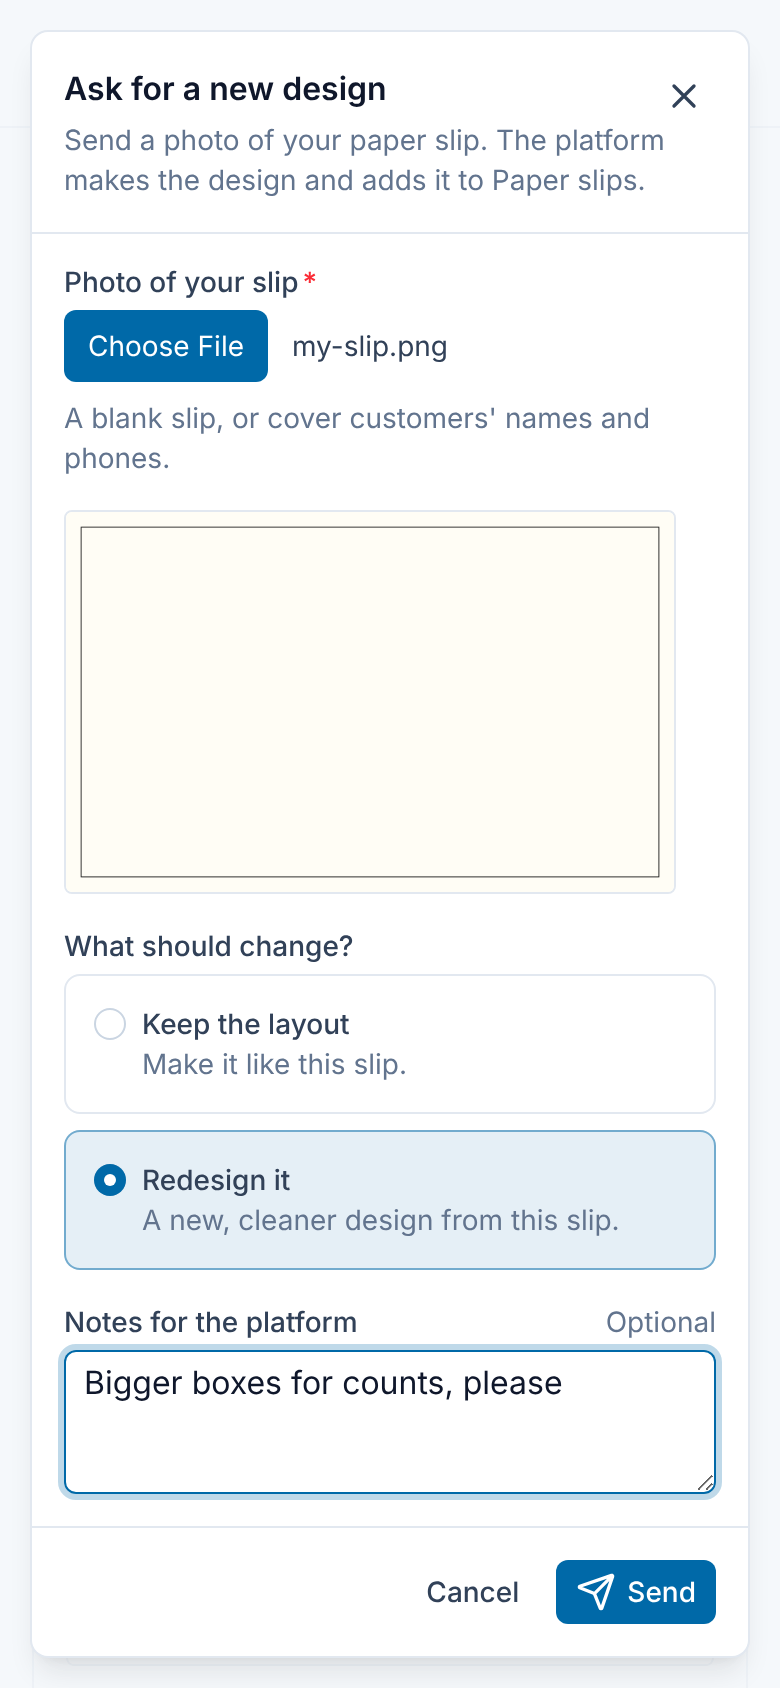 Ask for a new design
Send a photo of your paper slip. The platform
makes the design and adds it to Paper slips.
Photo of your slip *
Choose File my-slip.png
A blank slip, or cover customers' names and
phones.
What should change?
Keep the layout
Make it like this slip.
Redesign it
A new, cleaner design from this slip.
Notes for the platform Optional
Bigger boxes for counts, please
Cancel Send